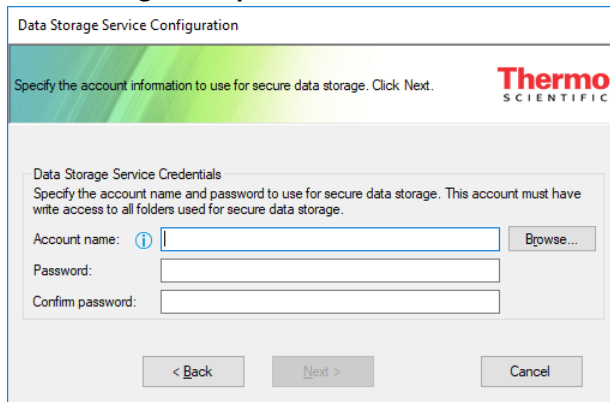 Data Storage Service Configuration
Specify the account information to use for secure data storage. Click Next.
Thermo
SCIENTIFIC
Data Storage Service Credentials
Specify the account name and password to use for secure data storage. This account must have
write access to all folders used for secure data storage.
Account name: Browse...
Password:
Confirm password:
< Back Next > Cancel